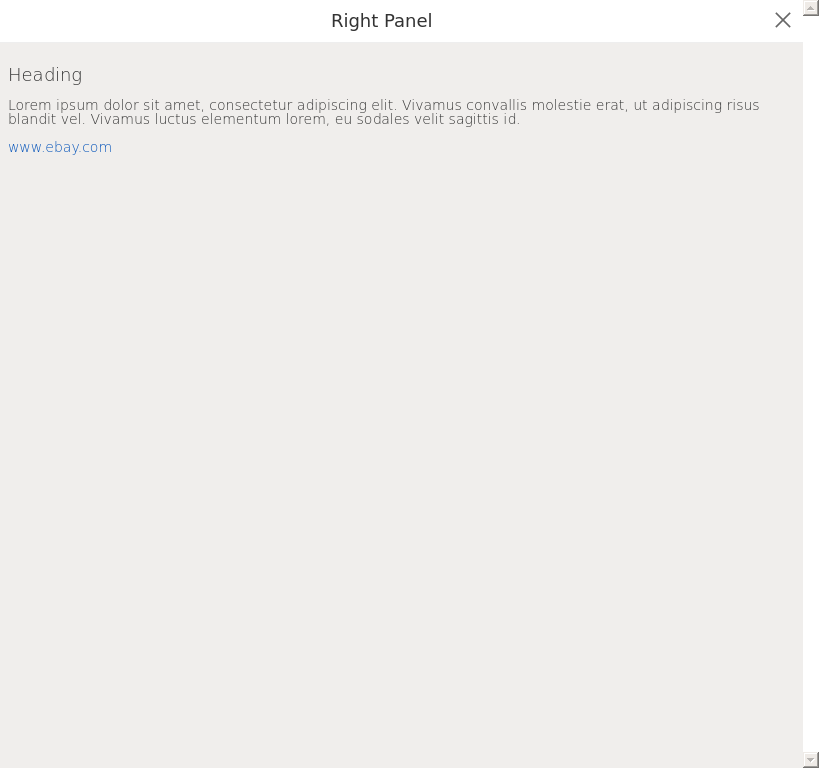 Right Panel
Heading
Lorem ipsum dolor sit amet, consectetur adipiscing elit. Vivamus convallis molestie erat, ut adipiscing risus
blandit vel. Vivamus luctus elementum lorem, eu sodales velit sagittis id.
www.ebay.com